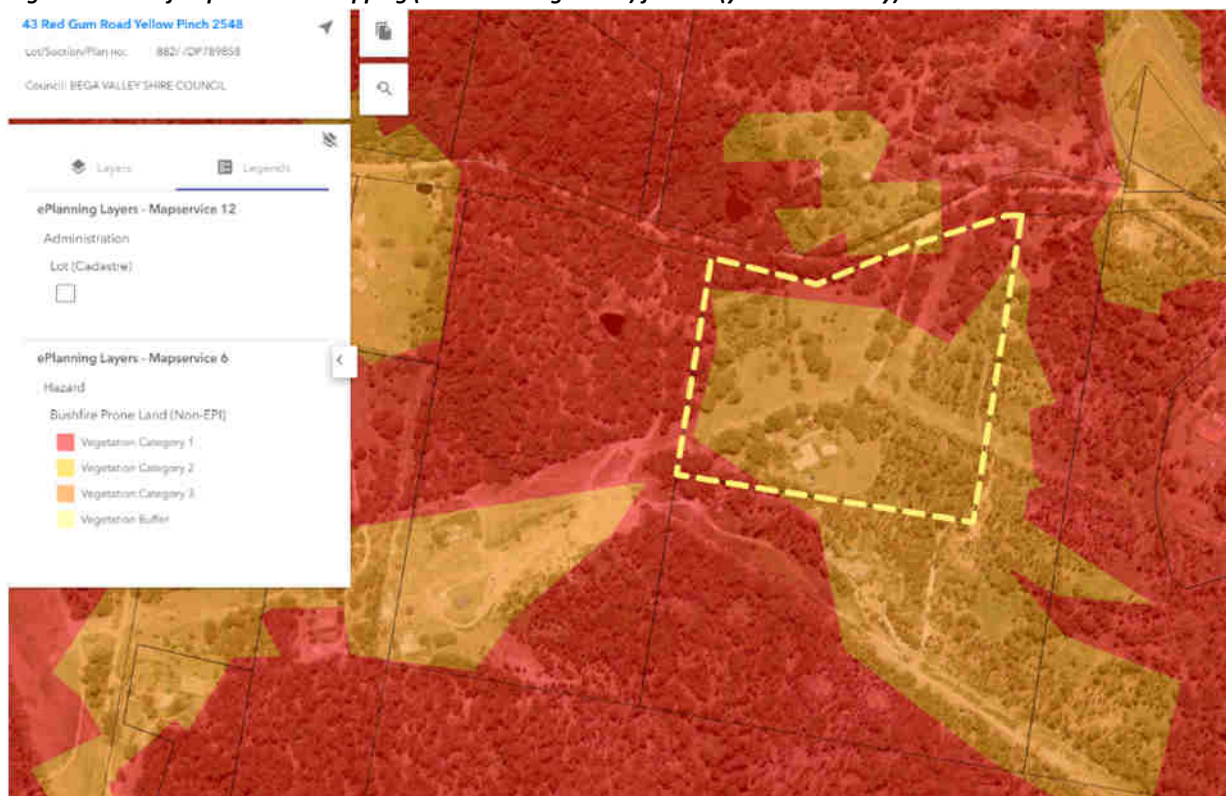 43 Red Gum Road Yellow Pinch 2548
Lot/Section/Plan no: 882/-/DP789858
Council: BEGA VALLEY SHIRE COUNCIL
Layers Legends
ePlanning Layers - Mapservice 12
Administration
Lot (Cadastre)
ePlanning Layers - Mapservice 6
Hazard
Bushfire Prone Land (Non-EPI)
Vegetation Category 1
Vegetation Category 2
Vegetation Category 3
Vegetation Buffer